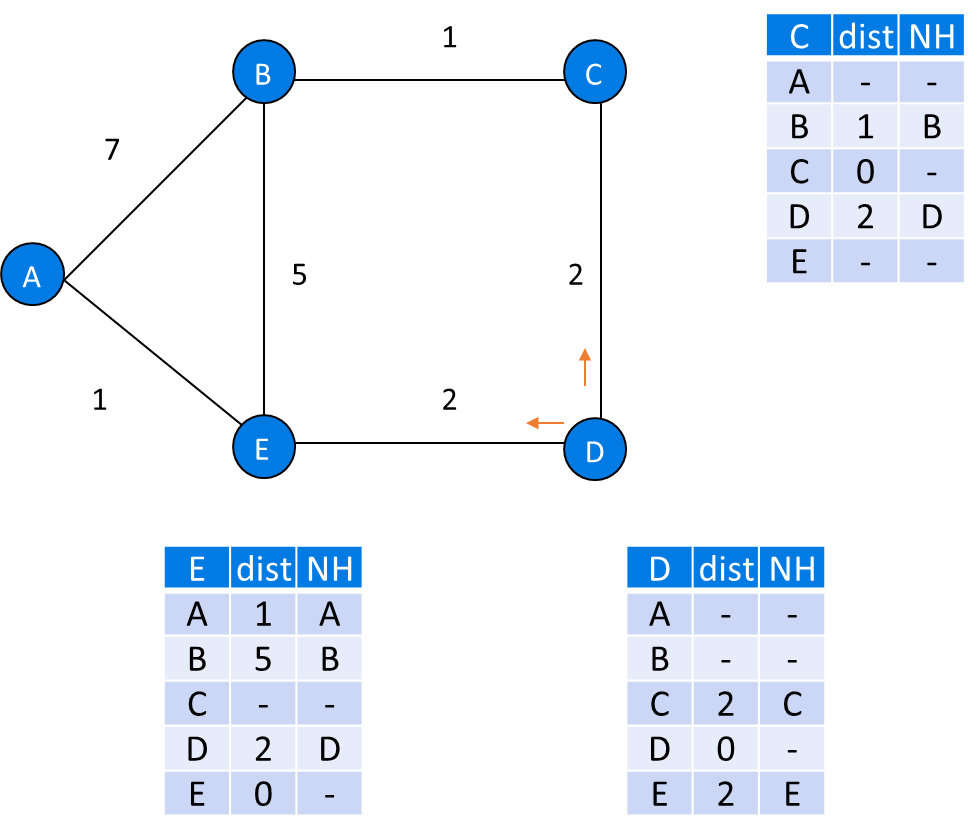 1
B
C
7
A
5
2
1
2
E
D
C dist NH
A - -
B 1 B
C 0 -
D 2 D
E - -
E dist NH
A 1 A
B 5 B
C - -
D 2 D
E 0 -
D dist NH
A - -
B - -
C 2 C
D 0 -
E 2 E